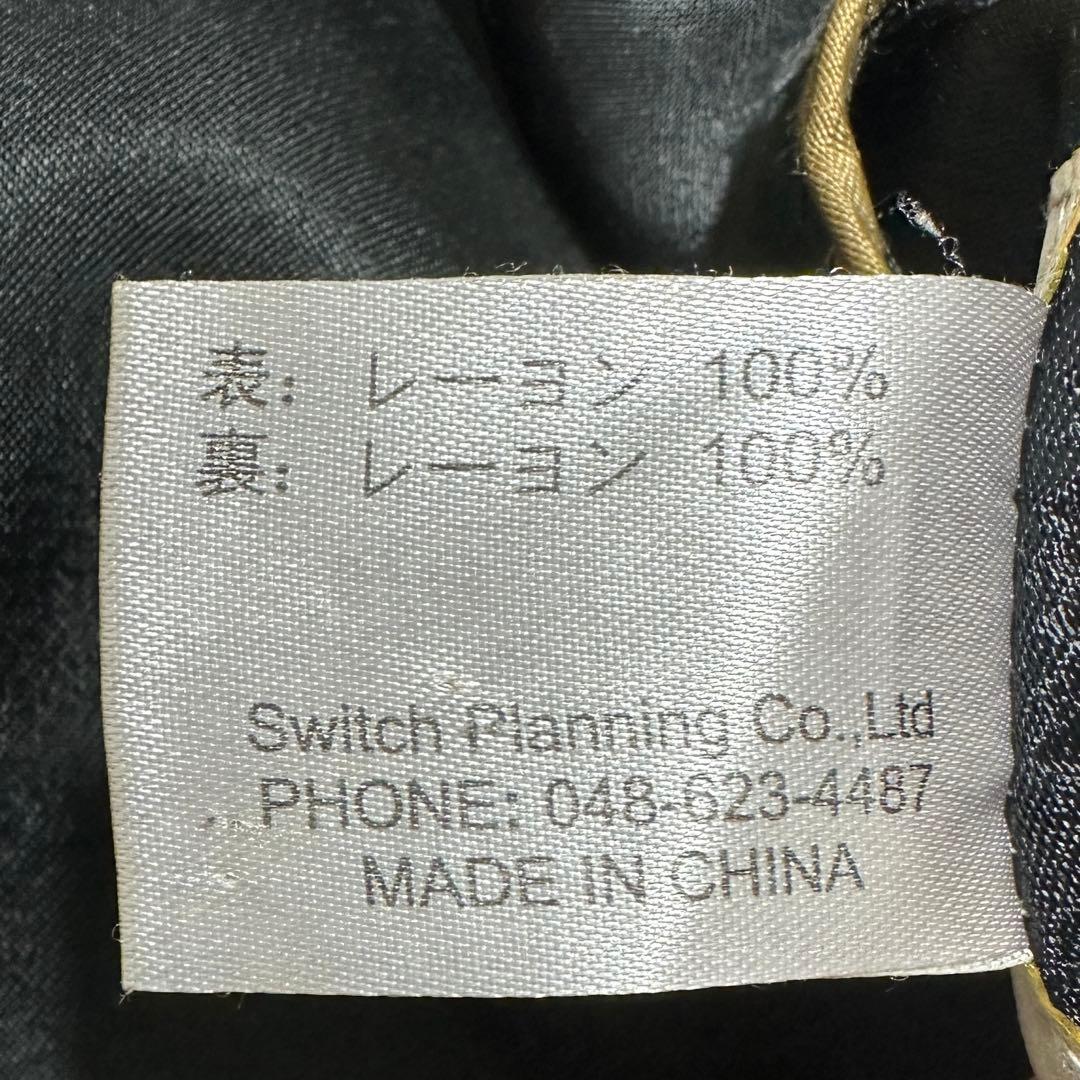 表: レーヨン 100%
裏: レーヨン 100%
Switch Planning Co.,Ltd
PHONE: 048-623-4487
MADE IN CHINA